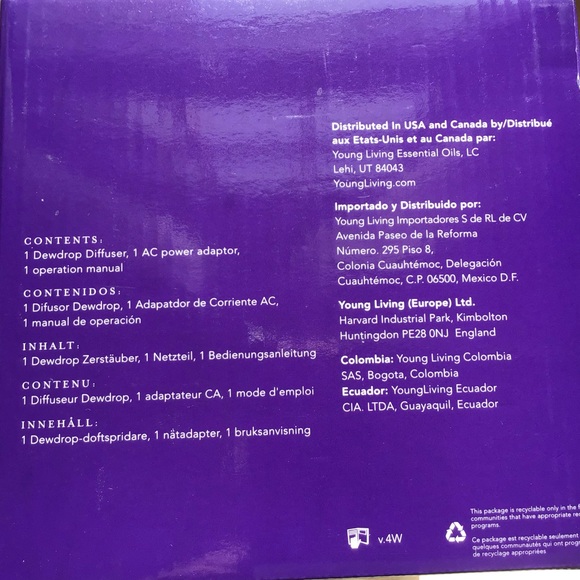 CONTENTS:
1 Dewdrop Diffuser, 1 AC power adaptor,
1 operation manual
CONTENIDOS:
1 Difusor Dewdrop, 1 Adapatdor de Corriente AC,
1 manual de operación
INHALT:
1 Dewdrop Zerstäuber, 1 Netzteil, 1 Bedienungsanleitung
CONTENU:
1 Diffuseur Dewdrop, 1 adaptateur CA, 1 mode d'emploi
INNEHÅLL:
1 Dewdrop-doftspridare, 1 nätadapter, 1 bruksanvisning
Distributed In USA and Canada by/Distribué
aux Etats-Unis et au Canada par:
Young Living Essential Oils, LC
Lehi, UT 84043
YoungLiving.com
Importado y Distribuido por:
Young Living Importadores S de RL de CV
Avenida Paseo de la Reforma
Número. 295 Piso 8,
Colonia Cuauhtémoc, Delegación
Cuauhtémoc, C.P. 06500, Mexico D.F.
Young Living (Europe) Ltd.
Harvard Industrial Park, Kimbolton
Huntingdon PE28 0NJ England
Colombia: Young Living Colombia
SAS, Bogota, Colombia
Ecuador: YoungLiving Ecuador
CIA. LTDA, Guayaquil, Ecuador
v.4W
This package is recyclable only in the
communities that have appropriate
programs.
Ce package est recyclable seulement
quelques communautés qui ont
de recyclage disponibles